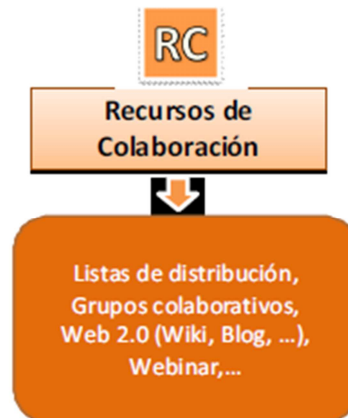 RC
Recursos de
Colaboración
Listas de distribución,
Grupos colaborativos,
Web 2.0 (Wiki, Blog, ...),
Webinar,...